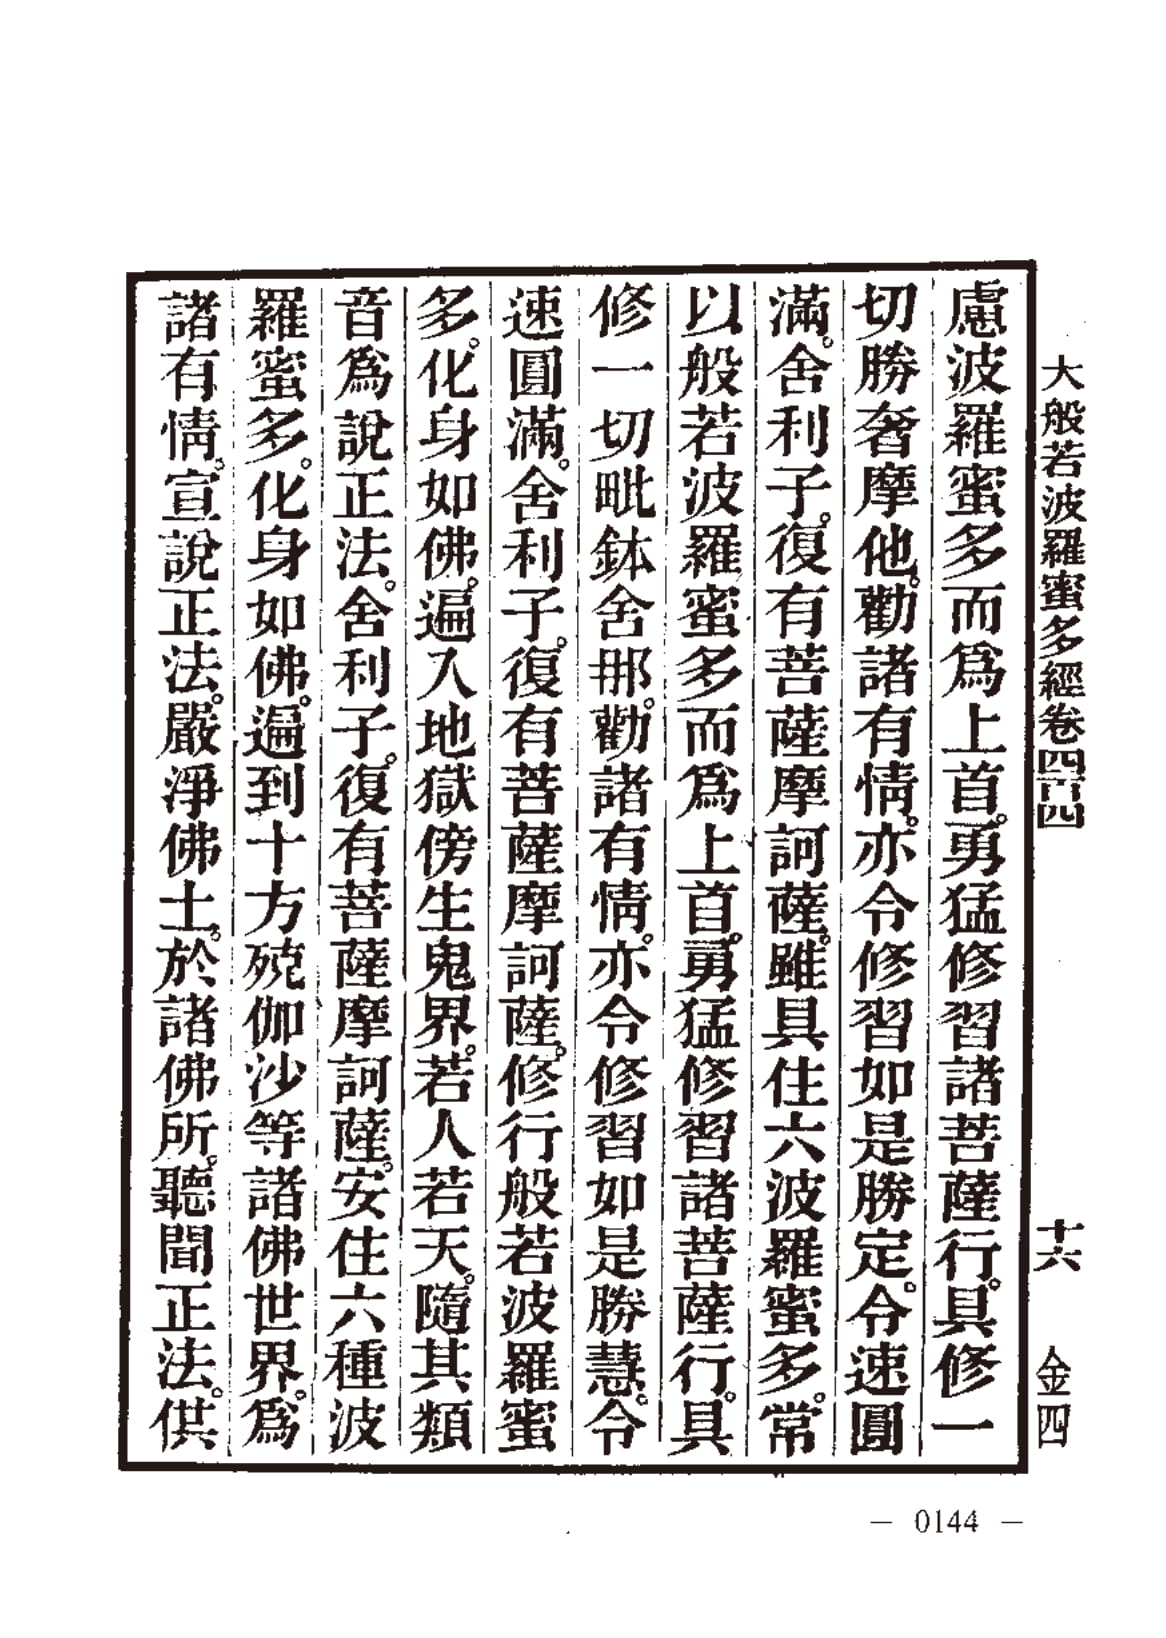 大般若波羅蜜多經卷四百四 十六 金四
慮波羅蜜多而爲上首。勇猛修習諸菩薩行。具修一
切勝奢摩他。勸諸有情。亦令修習如是勝定。令速圓
滿。舍利子。復有菩薩摩訶薩。雖具住六波羅蜜多。常
以般若波羅蜜多而爲上首。勇猛修習諸菩薩行。具
修一切毗鉢舍那。勸諸有情。亦令修習如是勝慧。令
速圓滿。舍利子。復有菩薩摩訶薩。修行般若波羅蜜
多。化身如佛。遍入地獄傍生鬼界。若人若天。隨其類
音爲說正法。舍利子。復有菩薩摩訶薩。安住六種波
羅蜜多。化身如佛。遍到十方殑伽沙等諸佛世界。爲
諸有情。宣說正法。嚴淨佛土。於諸佛所。聽聞正法。供
— 0144 —